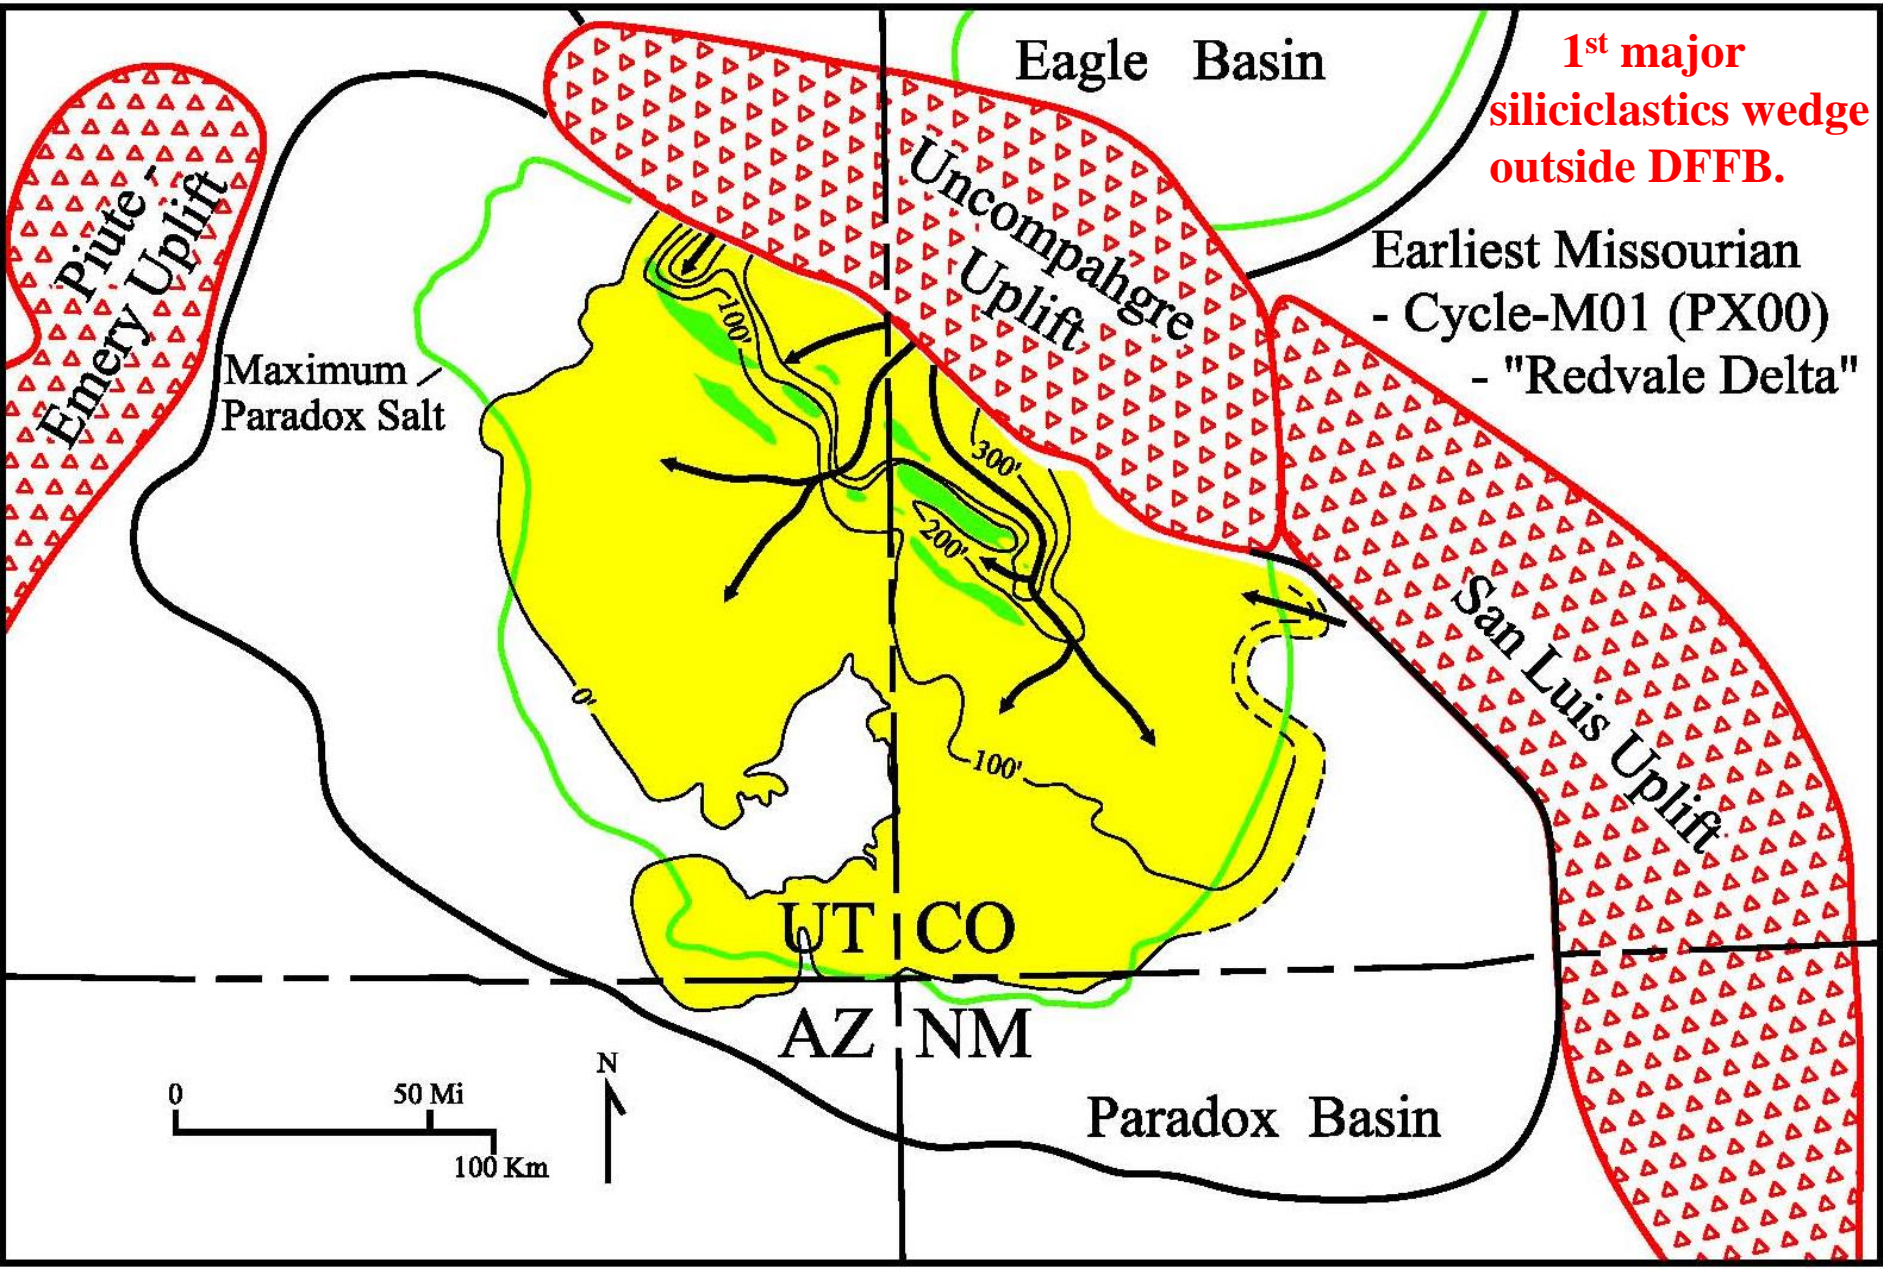 Eagle Basin
1st major
siliciclastics wedge
outside DFFB.
Earliest Missourian
- Cycle-M01 (PX00)
- "Redvale Delta"
Piute -
Emery Uplift
Uncompahgre
Uplift
San Luis Uplift
Maximum
Paradox Salt
100'
300'
200'
0'
100'
UT CO
AZ NM
Paradox Basin
N
0 50 Mi
100 Km